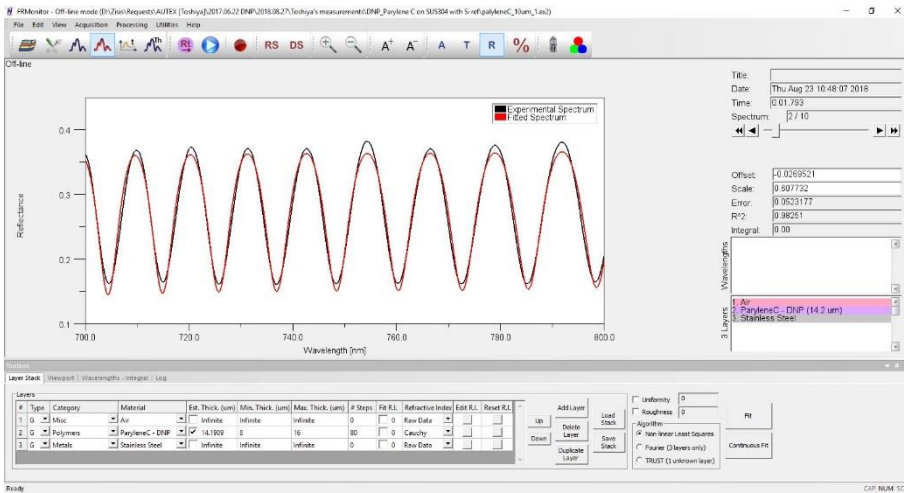 FRMonitor - Off-line mode (D:\Zisis\Requests\AUTEX [Toshiya]\2017.06.22 DNP\2018.08.27\Toshiya's measurements\DNP_Parylene C on SUS304 with Si ref\palyleneC_10um_1.ex2)
File Edit View Acquisition Processing Utilities Help
Th Rt RS DS A+ A- A T R %
Off-line
Experimental Spectrum
Fitted Spectrum
0.4
0.3
0.2
0.1
Reflectance
700.0 720.0 740.0 760.0 780.0 800.0
Wavelength [nm]
Title:
Date: Thu Aug 23 10:48:07 2018
Time: 0:01.793
Spectrum: 2 / 10
Offset: -0.0269521
Scale: 0.607732
Error: 0.0523177
R^2: 0.98251
Integral: 0.00
Wavelengths
3 Layers
1. Air
2. ParyleneC - DNP (14.2 um)
3. Stainless Steel
Toolbox
Layer Stack Viewport Wavelengths - Integral Log
Layers
# Type Category Material Est. Thick. (um) Min. Thick. (um) Max. Thick. (um) # Steps Fit R.I. Refractive Index Edit R.I. Reset R.I.
1 G Misc Air Infinite Infinite Infinite 0 0 Raw Data
2 G Polymers ParyleneC - DNP 14.1909 8 16 80 0 Cauchy
3 G Metals Stainless Steel Infinite Infinite Infinite 0 0 Raw Data
Up
Down
Add Layer
Delete Layer
Duplicate Layer
Load Stack
Save Stack
Uniformity 0
Roughness 0
Algorithm
Non-linear Least Squares
Fourier (3 layers only)
TRUST (1 unknown layer)
Fit
Continuous Fit
Ready
CAP NUM SC